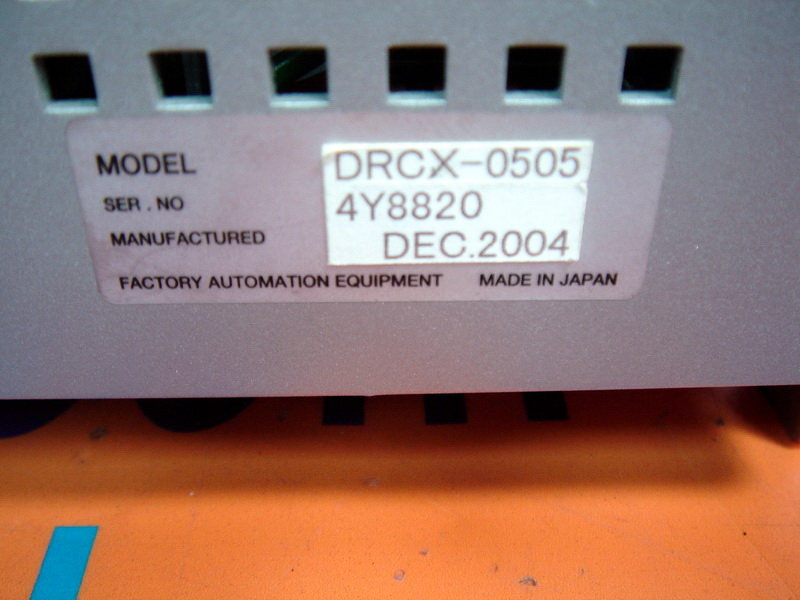 MODEL DRCX-0505
SER . NO 4Y8820
MANUFACTURED DEC.2004
FACTORY AUTOMATION EQUIPMENT MADE IN JAPAN